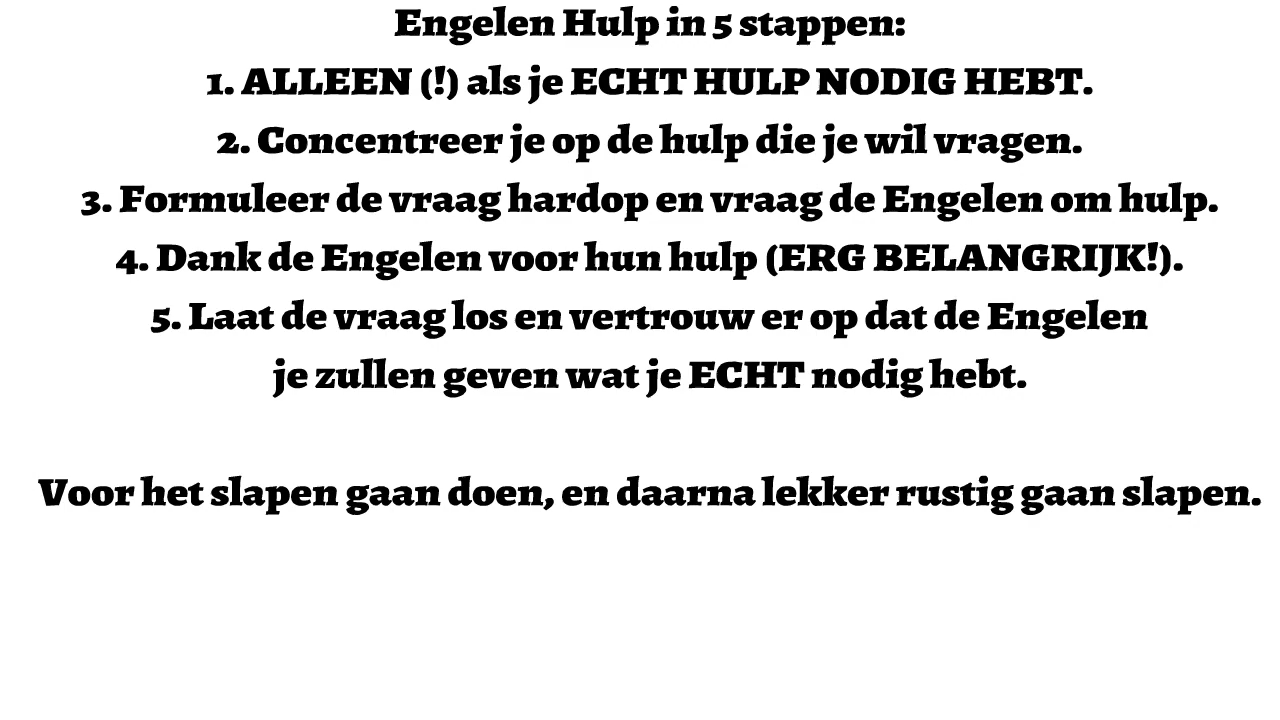 Engelen Hulp in 5 stappen:
1. ALLEEN (!) als je ECHT HULP NODIG HEBT.
2. Concentreer je op de hulp die je wil vragen.
3. Formuleer de vraag hardop en vraag de Engelen om hulp.
4. Dank de Engelen voor hun hulp (ERG BELANGRIJK!).
5. Laat de vraag los en vertrouw er op dat de Engelen
je zullen geven wat je ECHT nodig hebt.
Voor het slapen gaan doen, en daarna lekker rustig gaan slapen.